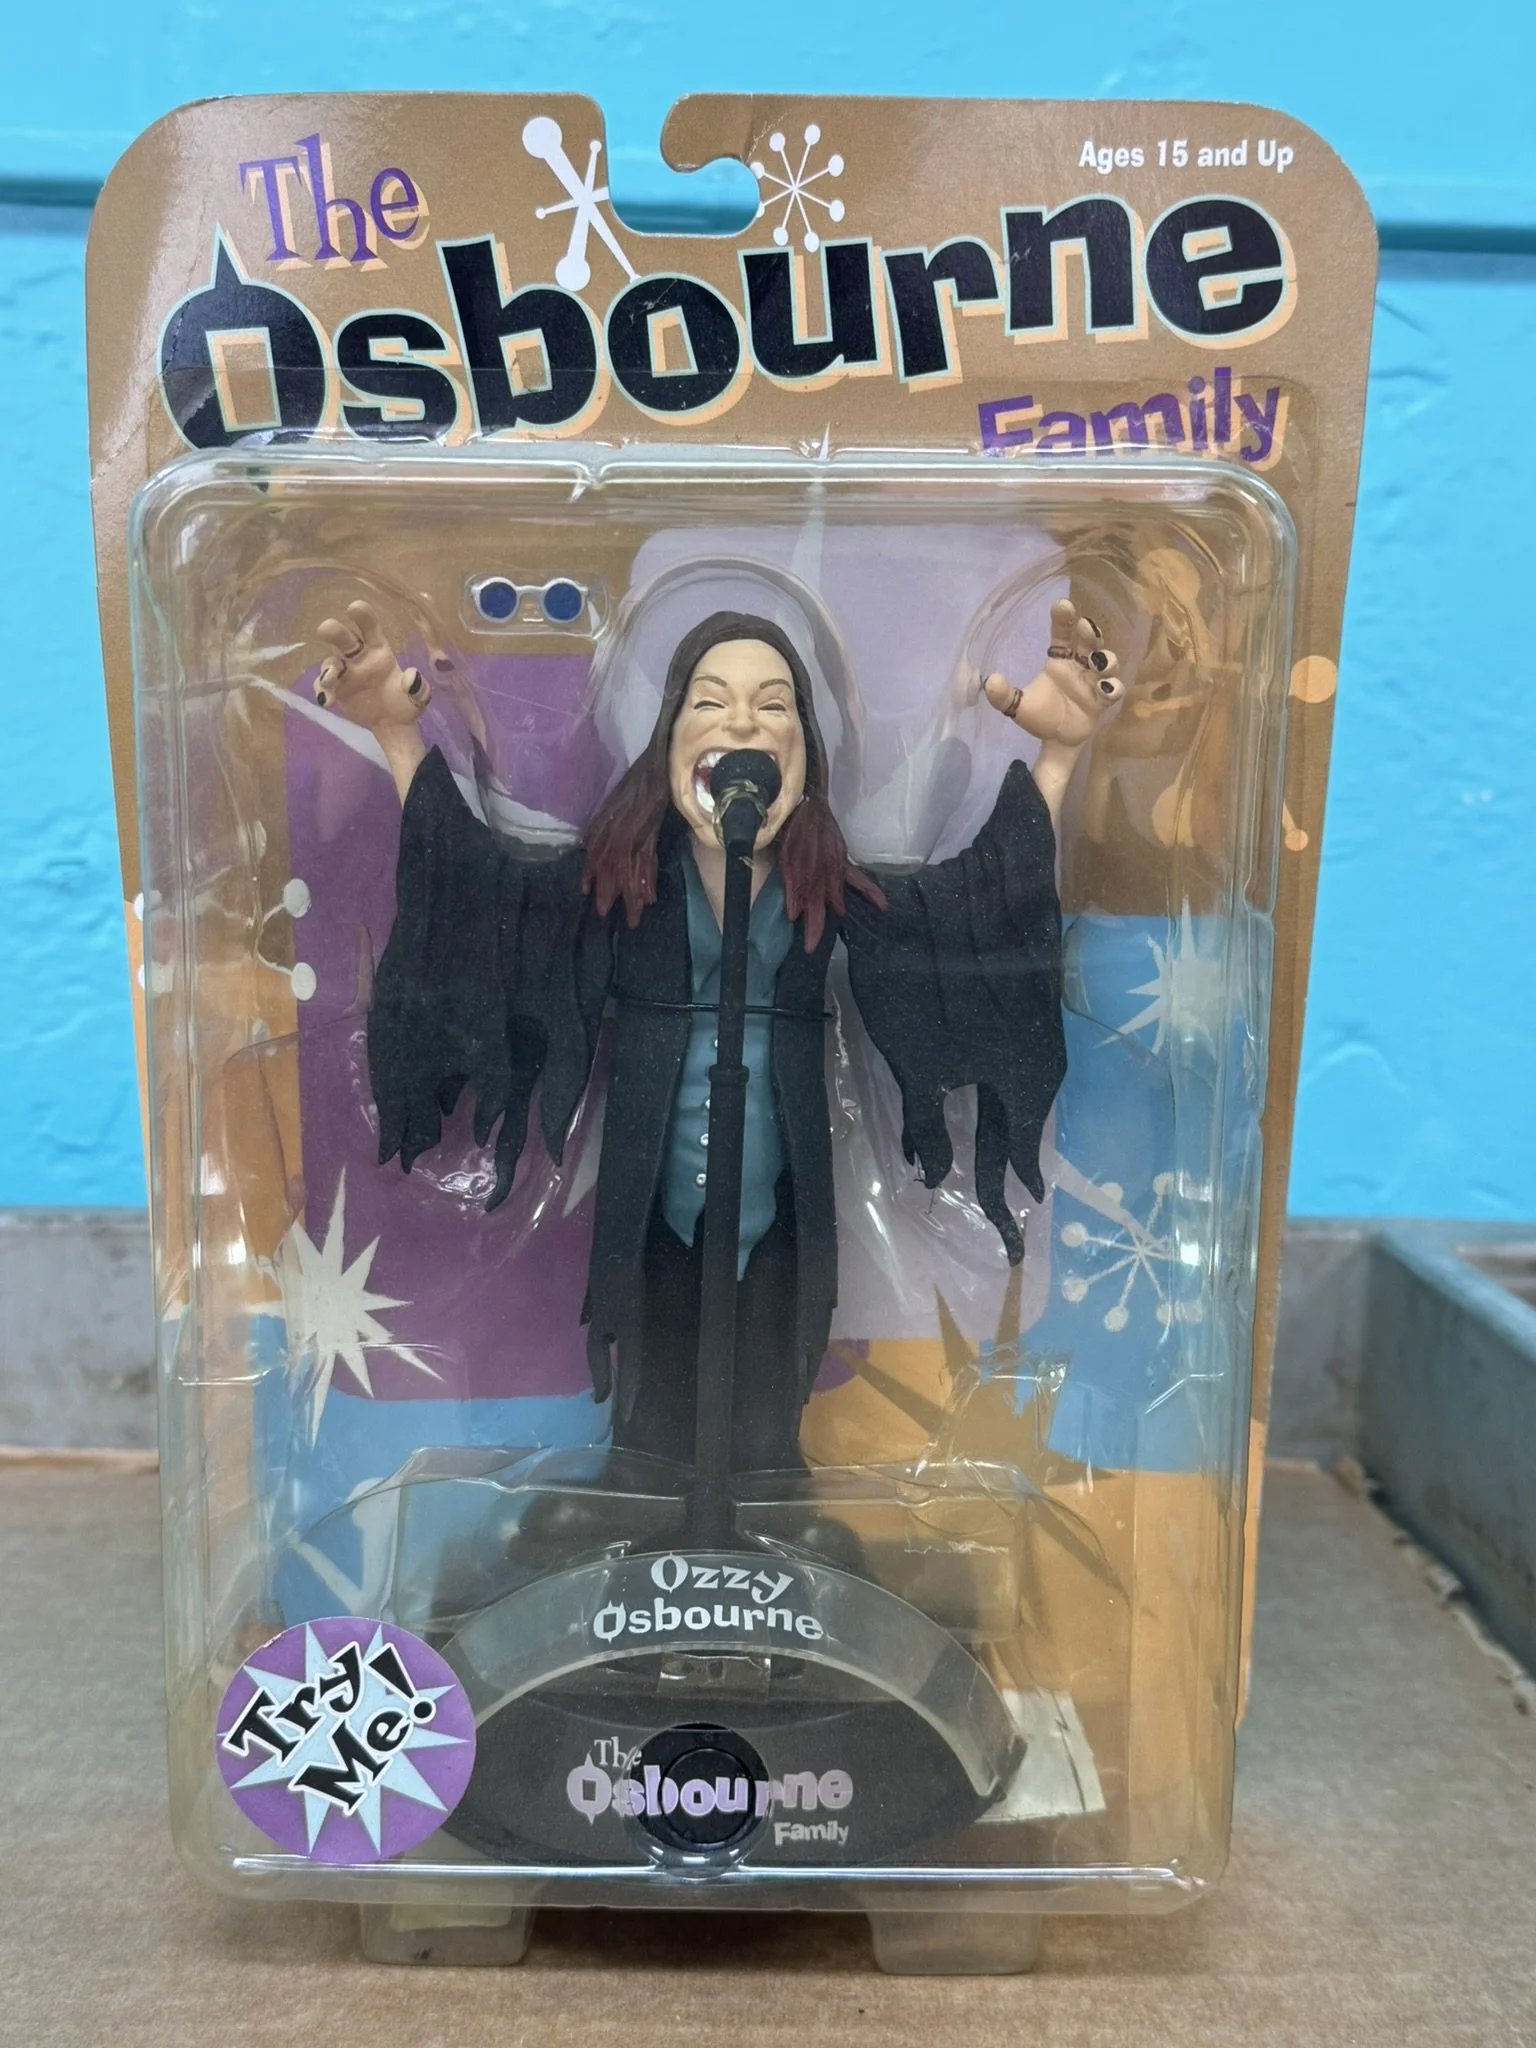 The
Ages 15 and Up
Osbourne
Family
Ozzy
Osbourne
Try
Me!
The
Osbourne
Family